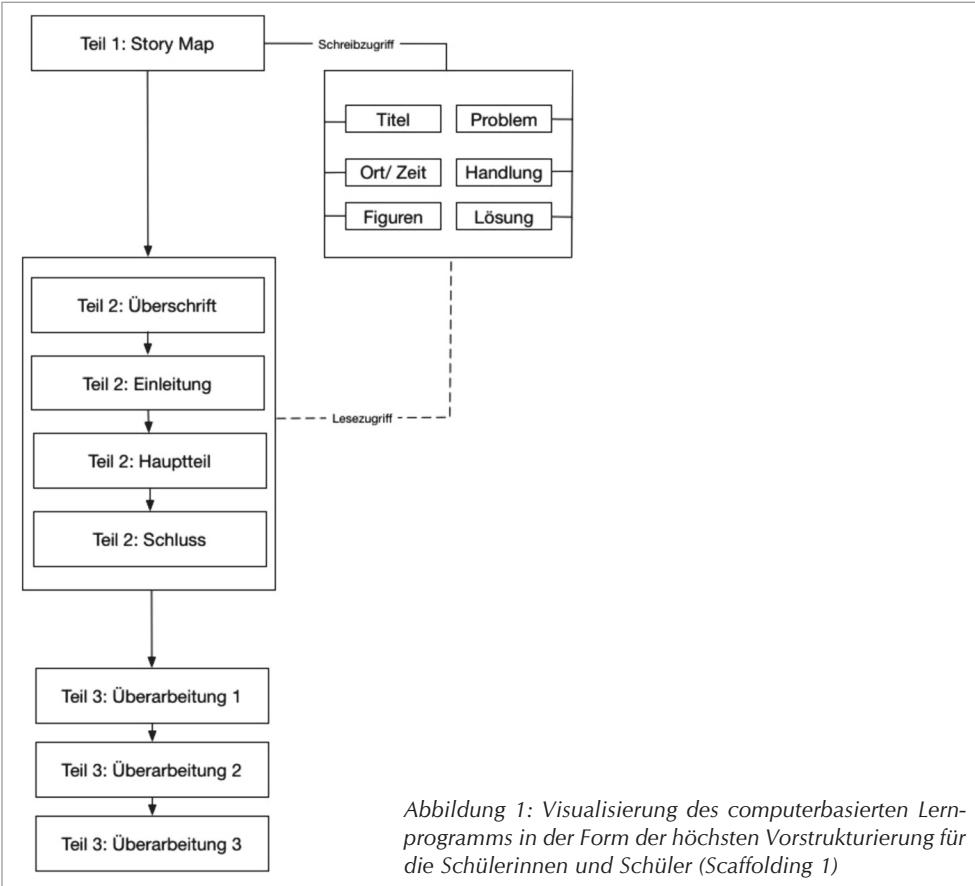 Teil 1: Story Map
Schreibzugriff
Titel
Problem
Ort/ Zeit
Handlung
Figuren
Lösung
Teil 2: Überschrift
Teil 2: Einleitung
Lesezugriff
Teil 2: Hauptteil
Teil 2: Schluss
Teil 3: Überarbeitung 1
Teil 3: Überarbeitung 2
Teil 3: Überarbeitung 3
Abbildung 1: Visualisierung des computerbasierten Lern-
programms in der Form der höchsten Vorstrukturierung für
die Schülerinnen und Schüler (Scaffolding 1)